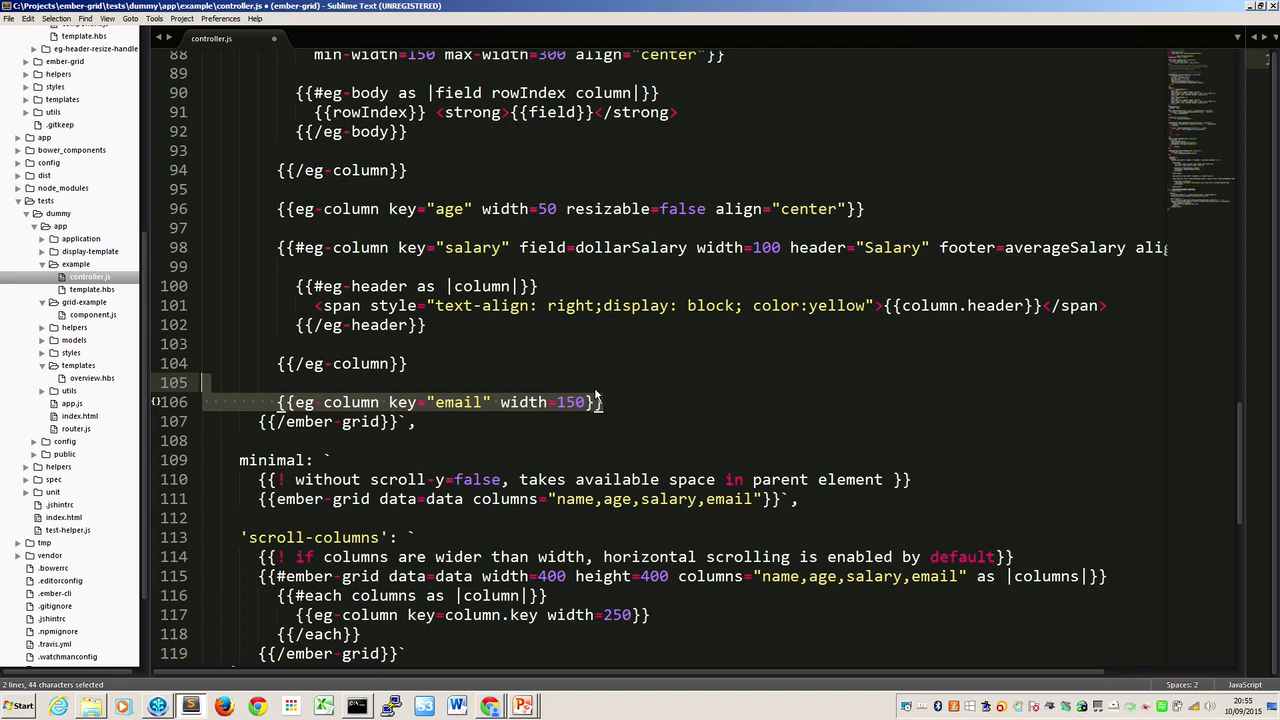 C:\Projects\ember-grid\tests\dummy\app\example\controller.js • (ember-grid) - Sublime Text (UNREGISTERED)
File Edit Selection Find View Goto Tools Project Preferences Help
template.hbs
eg-header-resize-handle
ember-grid
helpers
styles
templates
utils
.gitkeep
app
bower_components
config
dist
node_modules
tests
dummy
app
application
display-template
example
controller.js
template.hbs
grid-example
component.js
helpers
models
styles
templates
overview.hbs
utils
app.js
index.html
router.js
config
public
helpers
spec
unit
.jshintrc
index.html
test-helper.js
tmp
vendor
.bowerrc
.editorconfig
.ember-cli
.gitignore
.jshintrc
.npmignore
.travis.yml
.watchmanconfig
controller.js
88 min-width=150 max-width=300 align="center"}}
89
90 {{#eg-body as |field rowIndex column|}}
91 {{rowIndex}} <strong>{{field}}</strong>
92 {{/eg-body}}
93
94 {{/eg-column}}
95
96 {{eg-column key="age" width=50 resizable=false align="center"}}
97
98 {{#eg-column key="salary" field=dollarSalary width=100 header="Salary" footer=averageSalary alig
99
100 {{#eg-header as |column|}}
101 <span style="text-align: right;display: block; color:yellow">{{column.header}}</span>
102 {{/eg-header}}
103
104 {{/eg-column}}
105
{}106 {{eg-column key="email" width=150}}
107 {{/ember-grid}}`,
108
109 minimal: `
110 {{! without scroll-y=false, takes available space in parent element }}
111 {{ember-grid data=data columns="name,age,salary,email"}}`,
112
113 'scroll-columns': `
114 {{! if columns are wider than width, horizontal scrolling is enabled by default}}
115 {{#ember-grid data=data width=400 height=400 columns="name,age,salary,email" as |columns|}}
116 {{#each columns as |column|}}
117 {{eg-column key=column.key width=250}}
118 {{/each}}
119 {{/ember-grid}}`
2 lines, 44 characters selected
Spaces: 2 JavaScript
Start
20:55
10/09/2015